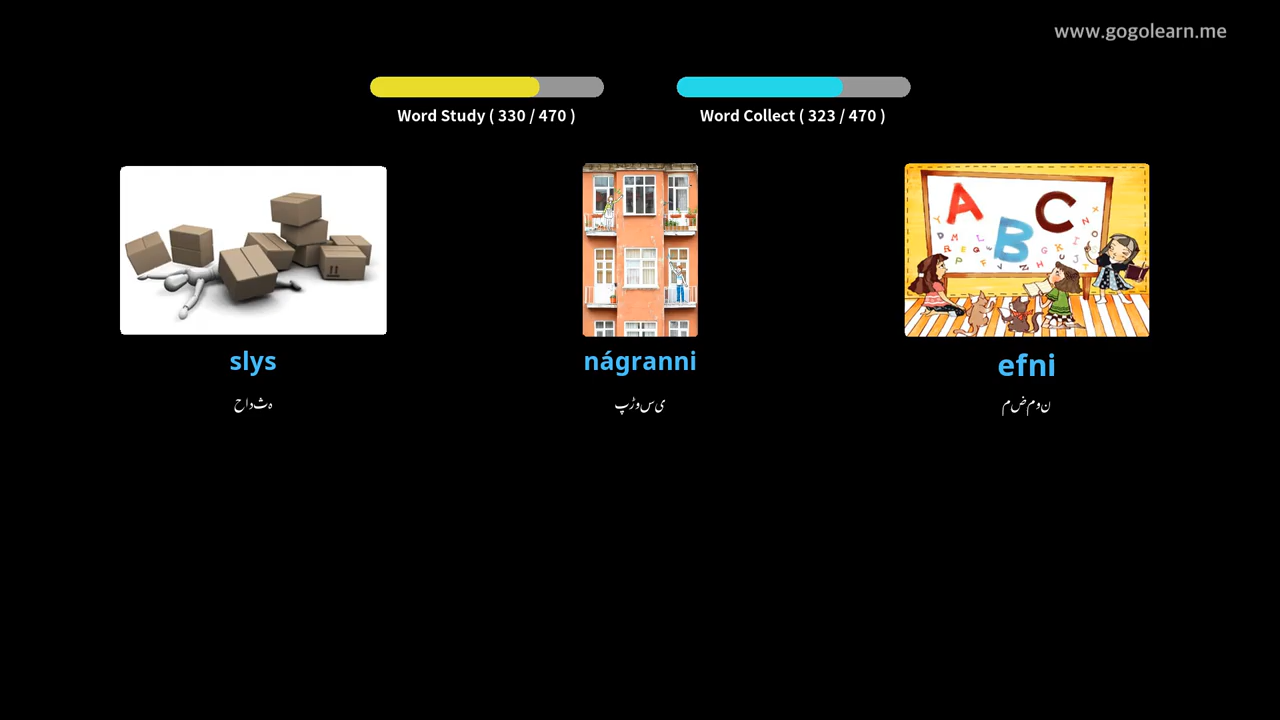 www.gogolearn.me
Word Study ( 330 / 470 )
Word Collect ( 323 / 470 )
A B C
slys
nágranni
efni
حادثہ
پڑوسی
مضمون